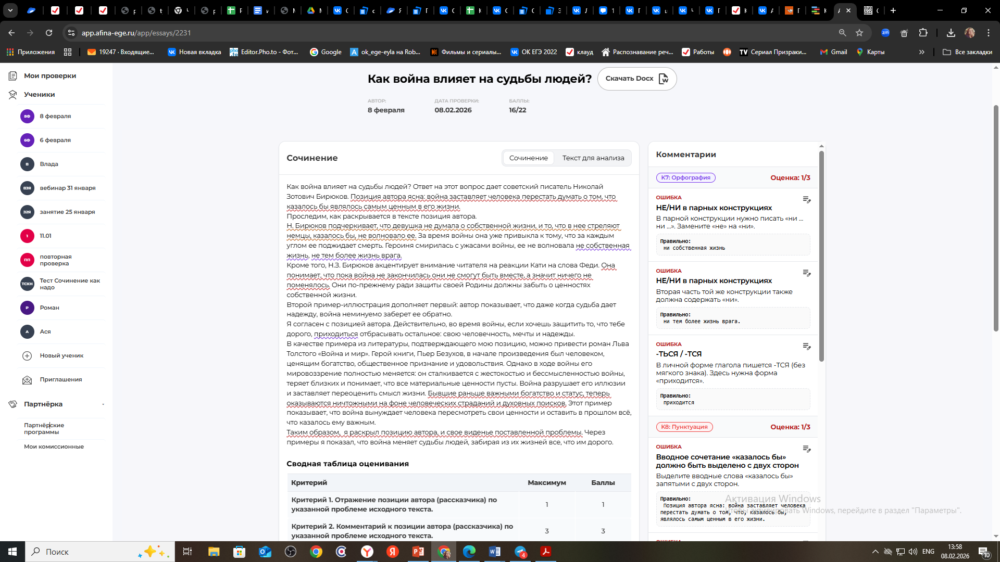 app.afina-ege.ru/app/essays/2231
Приложения
19247 · Входящие...
Новая вкладка
Editor.Pho.to - Фот...
Google
ok_ege-eyla на Rob...
Фильмы и сериалы...
ОК ЕГЭ 2022
клауд
Распознавание реч...
Работы
Сериал Призраки...
Gmail
Карты
Все закладки
Мои проверки
Ученики
8Ф 8 февраля
6Ф 6 февраля
В Влада
ВЗЯ вебинар 31 января
З2Я занятие 25 января
1 11.01
ПП повторная
проверка
ТСКН Тест Сочинение как
надо
Р Роман
А Ася
Новый ученик
Приглашения
Партнёрка
Партнёрские
программы
Мои комиссионные
Как война влияет на судьбы людей?
Скачать Docx
АВТОР:
8 февраля
ДАТА ПРОВЕРКИ:
08.02.2026
БАЛЛЫ:
16/22
Сочинение
Сочинение
Текст для анализа
Как война влияет на судьбы людей? Ответ на этот вопрос дает советский писатель Николай
Зотович Бирюков. Позиция автора ясна: война заставляет человека перестать думать о том, что
казалось бы являлось самым ценным в его жизни.
Проследим, как раскрывается в тексте позиция автора.
Н. Бирюков подчеркивает, что девушка не думала о собственной жизни, и то, что в нее стреляют
немцы, казалось бы, не волновало ее. За время войны она уже привыкла к тому, что за каждым
углом ее поджидает смерть. Героиня смирилась с ужасами войны, ее не волновала не собственная
жизнь, не тем более жизнь врага.
Кроме того, Н.З. Бирюков акцентирует внимание читателя на реакции Кати на слова Феди. Она
понимает, что пока война не закончилась они не смогут быть вместе, а значит ничего не
поменялось. Они по-прежнему ради защиты своей Родины должны забыть о ценностях
собственной жизни.
Второй пример-иллюстрация дополняет первый: автор показывает, что даже когда судьба дает
надежду, война неминуемо заберет ее обратно.
Я согласен с позицией автора. Действительно, во время войны, если хочешь защитить то, что тебе
дорого, приходиться отбрасывать остальное: свою человечность, мечты и надежды.
В качестве примера из литературы, подтверждающего мою позицию, можно привести роман Льва
Толстого «Война и мир». Герой книги, Пьер Безухов, в начале произведения был человеком,
ценящим богатство, общественное признание и удовольствия. Однако в ходе войны его
мировоззрение полностью меняется: он сталкивается с жестокостью и бессмысленностью войны,
теряет близких и понимает, что все материальные ценности пусты. Война разрушает его иллюзии
и заставляет переоценить смысл жизни. Бывшие раньше важными богатство и статус, теперь
оказываются ничтожными на фоне человеческих страданий и духовных поисков. Этот пример
показывает, что война вынуждает человека пересмотреть свои ценности и оставить в прошлом всё,
что казалось ему важным.
Таким образом,  я раскрыл позицию автора, и свое виденье поставленной проблемы. Через
примеры я показал, что война меняет судьбы людей, забирая из их жизней все, что им дорого.
Сводная таблица оценивания
Критерий Максимум Баллы
Критерий 1. Отражение позиции автора (рассказчика) по
указанной проблеме исходного текста.
1 1
Критерий 2. Комментарий к позиции автора (рассказчика) по
указанной проблеме исходного текста.
3 3
Комментарии
К7: Орфография
Оценка: 1/3
ОШИБКА
НЕ/НИ в парных конструкциях
В парной конструкции нужно писать «ни ...
ни ...». Замените «не» на «ни».
Правильно:
ни собственная жизнь
ОШИБКА
НЕ/НИ в парных конструкциях
Вторая часть той же конструкции также
должна содержать «ни».
Правильно:
ни тем более жизнь врага.
ОШИБКА
-ТЬСЯ / -ТСЯ
В личной форме глагола пишется -ТСЯ (без
мягкого знака). Здесь нужна форма
«приходится».
Правильно:
приходится
К8: Пунктуация
Оценка: 1/3
ОШИБКА
Вводное сочетание «казалось бы»
должно быть выделено с двух сторон
Выделите вводные слова «казалось бы»
запятыми с двух сторон.
Правильно:
Позиция автора ясна: война заставляет человека
перестать думать о том, что, казалось бы,
являлось самым ценным в его жизни.
Активация Windows
Чтобы активировать Windows, перейдите в раздел "Параметры".
Поиск
4
ENG
13:58
08.02.2026
10